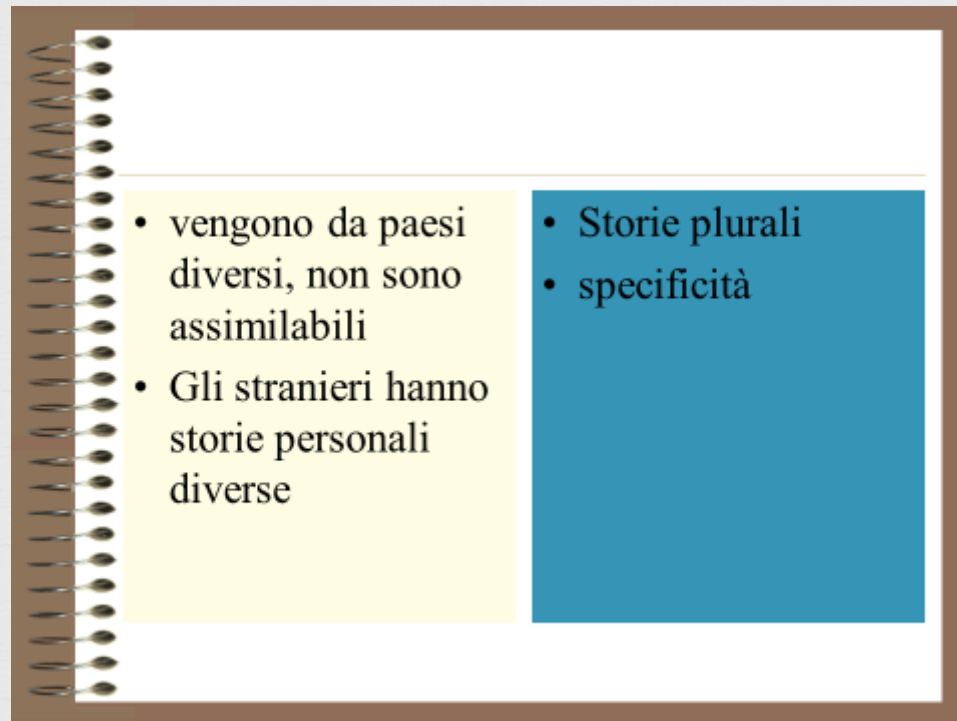 • vengono da paesi
diversi, non sono
assimilabili
• Gli stranieri hanno
storie personali
diverse
• Storie plurali
• specificità